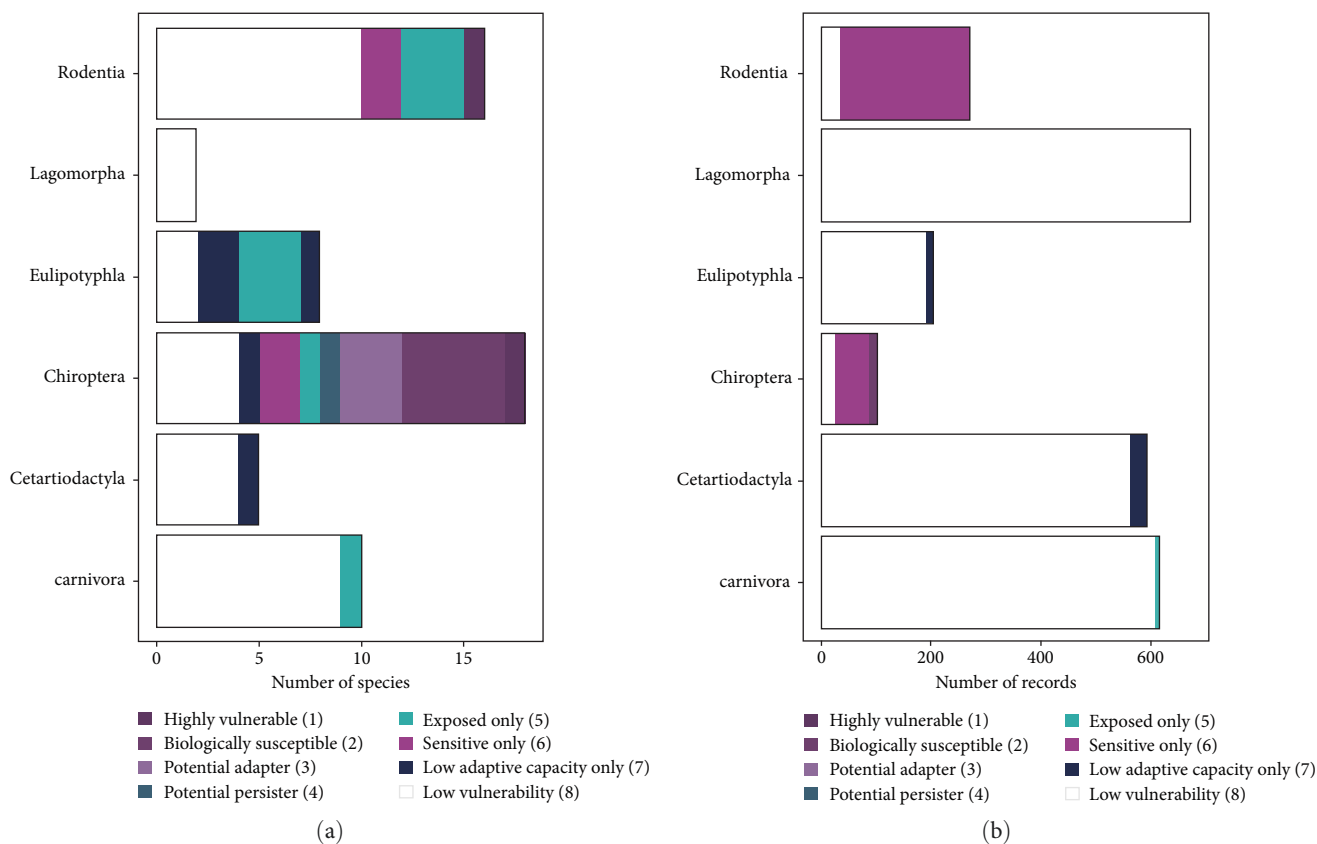 Rodentia
Lagomorpha
Eulipotyphla
Chiroptera
Cetartiodactyla
carnivora
0 5 10 15
Number of species
Highly vulnerable (1)
Biologically susceptible (2)
Potential adapter (3)
Potential persister (4)
Exposed only (5)
Sensitive only (6)
Low adaptive capacity only (7)
Low vulnerability (8)
(a)
Rodentia
Lagomorpha
Eulipotyphla
Chiroptera
Cetartiodactyla
carnivora
0 200 400 600
Number of records
Highly vulnerable (1)
Biologically susceptible (2)
Potential adapter (3)
Potential persister (4)
Exposed only (5)
Sensitive only (6)
Low adaptive capacity only (7)
Low vulnerability (8)
(b)